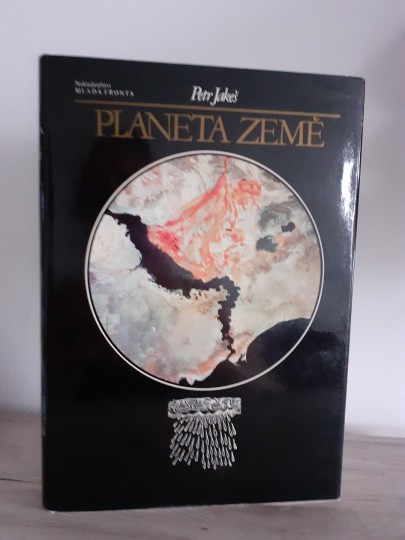 Nakladatelství
MLADÁ FRONTA
Petr Jakeš
PLANETA ZEMĚ